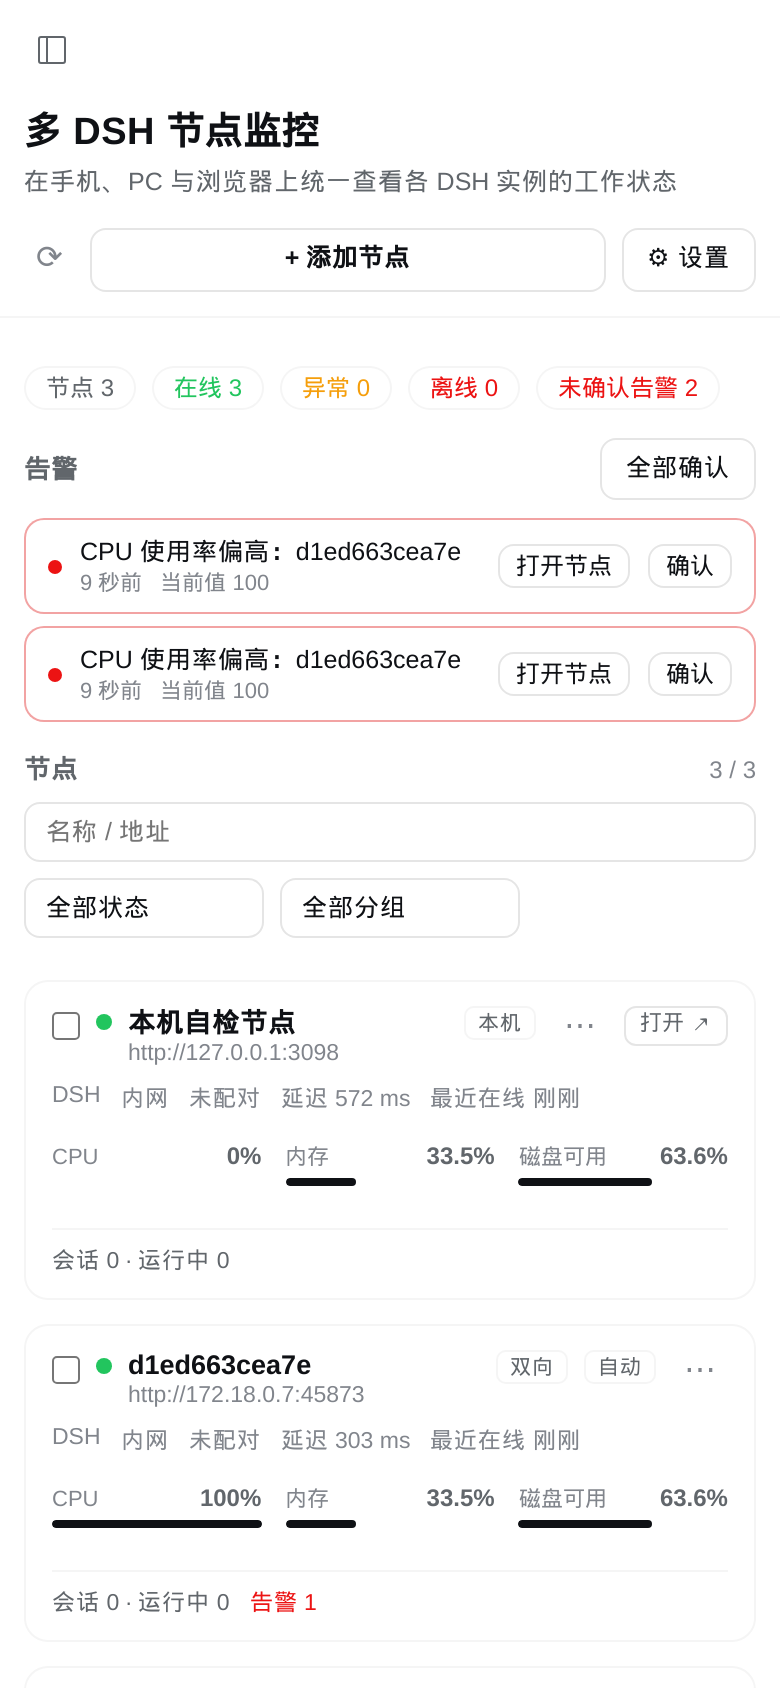 多 DSH 节点监控
在手机、PC 与浏览器上统一查看各 DSH 实例的工作状态
⟳ + 添加节点 ⚙ 设置
节点 3 在线 3 异常 0 离线 0 未确认告警 2
告警 全部确认
CPU 使用率偏高：d1ed663cea7e 打开节点 确认
9 秒前 当前值 100
CPU 使用率偏高：d1ed663cea7e 打开节点 确认
9 秒前 当前值 100
节点 3 / 3
名称 / 地址
全部状态 全部分组
本机自检节点 本机 ⋯ 打开 ↗
http://127.0.0.1:3098
DSH 内网 未配对 延迟 572 ms 最近在线 刚刚
CPU 0% 内存 33.5% 磁盘可用 63.6%
会话 0 · 运行中 0
d1ed663cea7e 双向 自动 ⋯
http://172.18.0.7:45873
DSH 内网 未配对 延迟 303 ms 最近在线 刚刚
CPU 100% 内存 33.5% 磁盘可用 63.6%
会话 0 · 运行中 0 告警 1